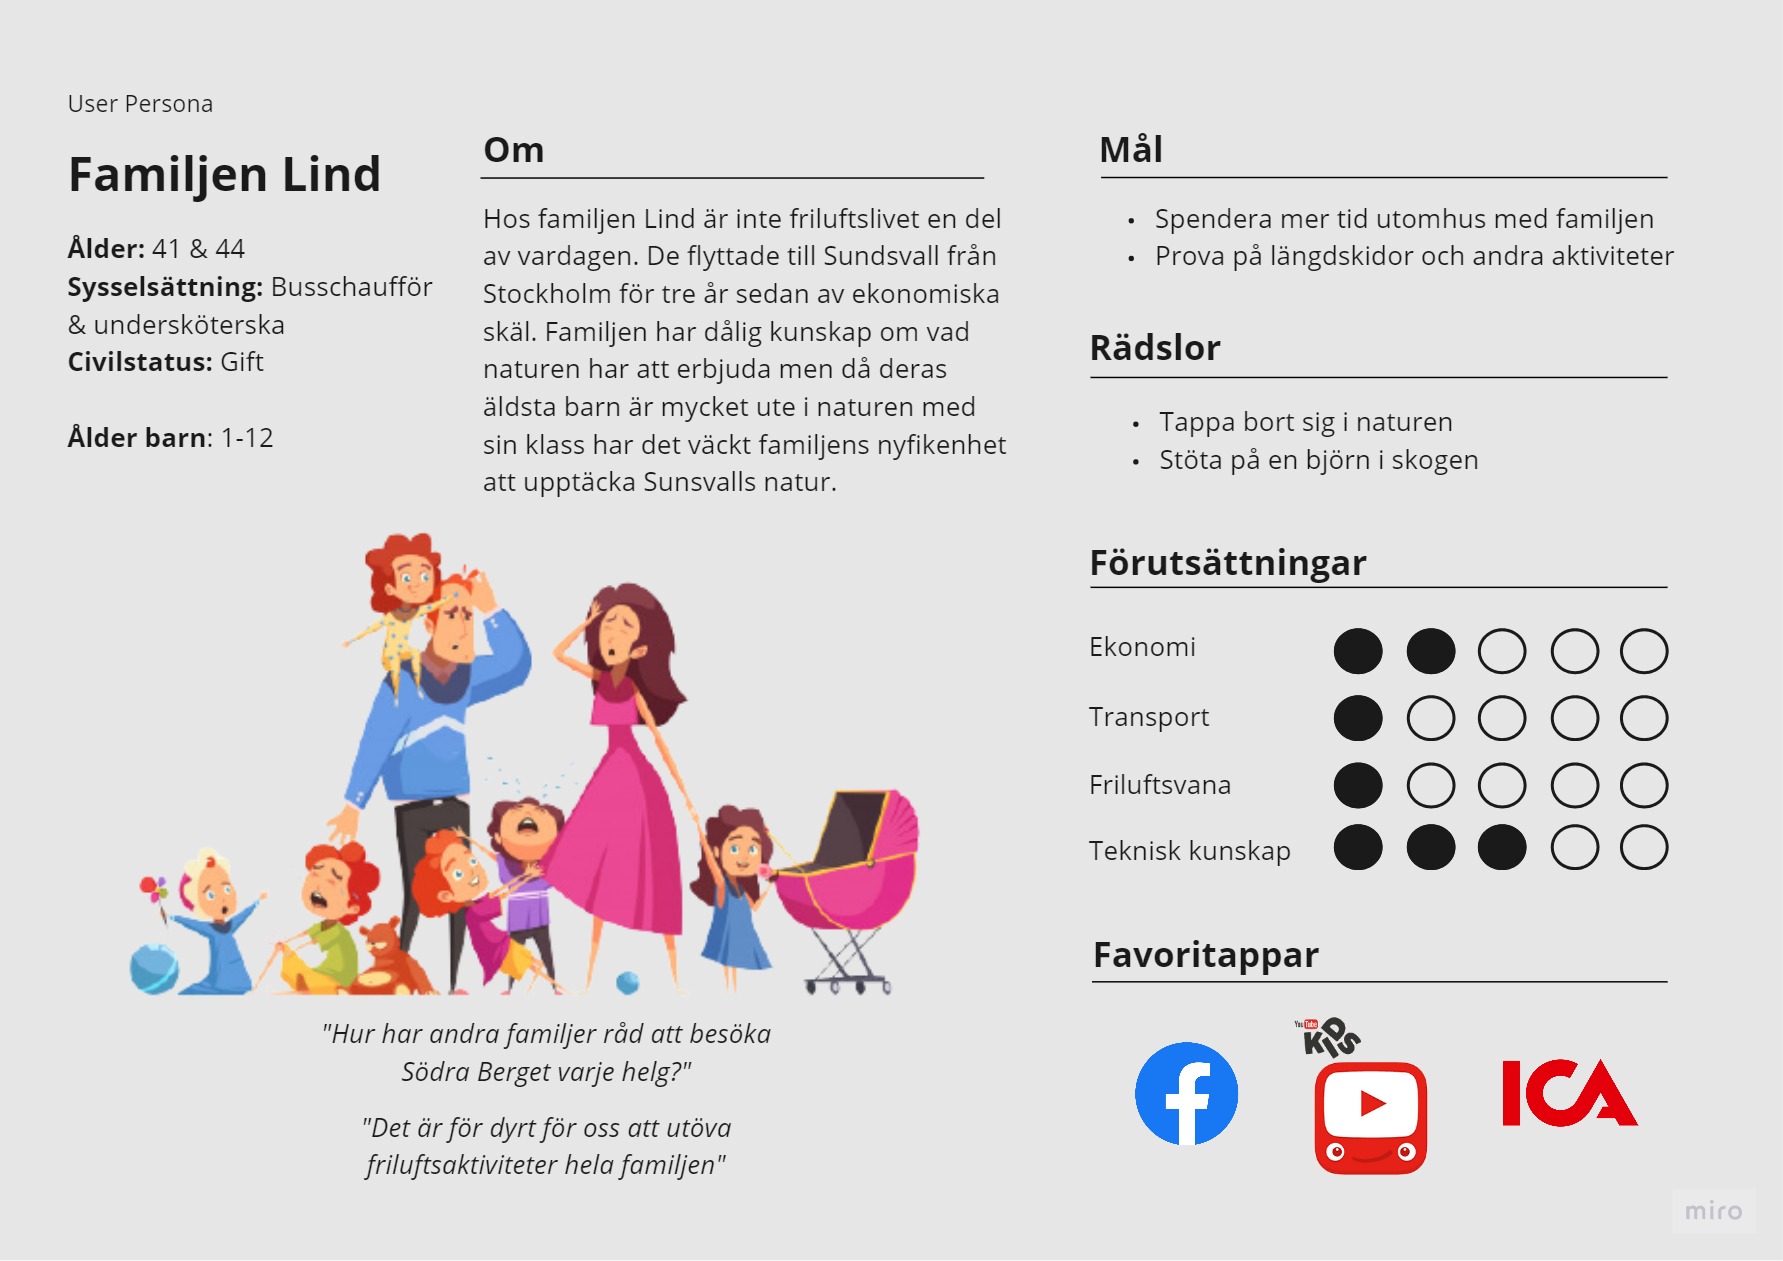 User Persona
Familjen Lind
Ålder: 41 & 44
Sysselsättning: Busschaufför
& undersköterska
Civilstatus: Gift
Ålder barn: 1-12
Om
Hos familjen Lind är inte friluftslivet en del
av vardagen. De flyttade till Sundsvall från
Stockholm för tre år sedan av ekonomiska
skäl. Familjen har dålig kunskap om vad
naturen har att erbjuda men då deras
äldsta barn är mycket ute i naturen med
sin klass har det väckt familjens nyfikenhet
att upptäcka Sunsvalls natur.
"Hur har andra familjer råd att besöka
Södra Berget varje helg?"
"Det är för dyrt för oss att utöva
friluftsaktiviteter hela familjen"
Mål
• Spendera mer tid utomhus med familjen
• Prova på längdskidor och andra aktiviteter
Rädslor
• Tappa bort sig i naturen
• Stöta på en björn i skogen
Förutsättningar
Ekonomi
Transport
Friluftsvana
Teknisk kunskap
Favoritappar
You Tube
KIDS
ICA
miro